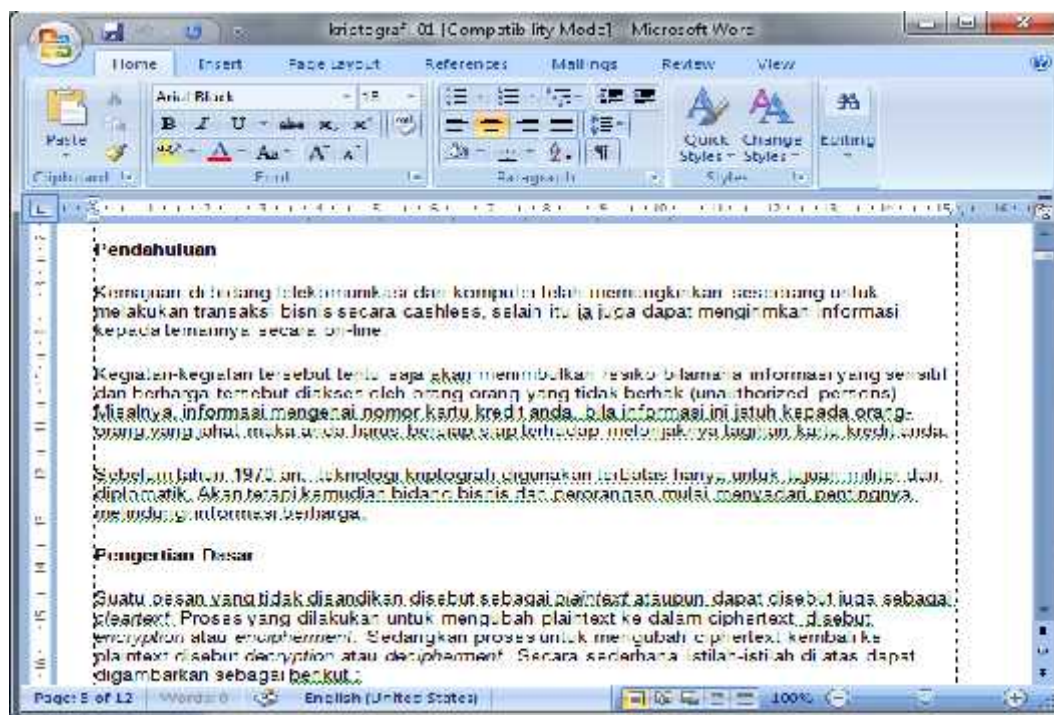 kriptografi_01 [Compatibility Mode] - Microsoft Word
Home Insert Page Layout References Mailings Review View
Arial Black 18
Paste B I U abc Aa A A Quick Styles Change Styles Editing
Clipboard Font Paragraph Styles
Pendahuluan
Kemajuan di bidang telekomunikasi dan komputer telah memungkinkan seseorang untuk
melakukan transaksi bisnis secara cashless, selain itu ia juga dapat mengirimkan informasi
kepada temannya secara on-line.
Kegiatan-kegiatan tersebut tentu saja akan menimbulkan resiko bilamana informasi yang sensitif
dan berharga tersebut diakses oleh orang-orang yang tidak berhak (unauthorized persons).
Misalnya, informasi mengenai nomor kartu kredit anda, bila informasi ini jatuh kepada orang-
orang yang jahat maka anda harus bersiap-siap terhadap melonjaknya tagihan kartu kredit anda.
Sebelum tahun 1970-an, teknologi kriptografi digunakan terbatas hanya untuk tujuan militer dan
diplomatik. Akan tetapi kemudian bidang bisnis dan perorangan mulai menyadari pentingnya
melindungi informasi berharga.
Pengertian Dasar
Suatu pesan yang tidak disandikan disebut sebagai plaintext ataupun dapat disebut juga sebagai
cleartext. Proses yang dilakukan untuk mengubah plaintext ke dalam ciphertext disebut
encryption atau encipherment. Sedangkan proses untuk mengubah ciphertext kembali ke
plaintext disebut decryption atau decipherment. Secara sederhana istilah-istilah di atas dapat
digambarkan sebagai berikut :
Page: 5 of 12 Words: 0 English (United States) 100%